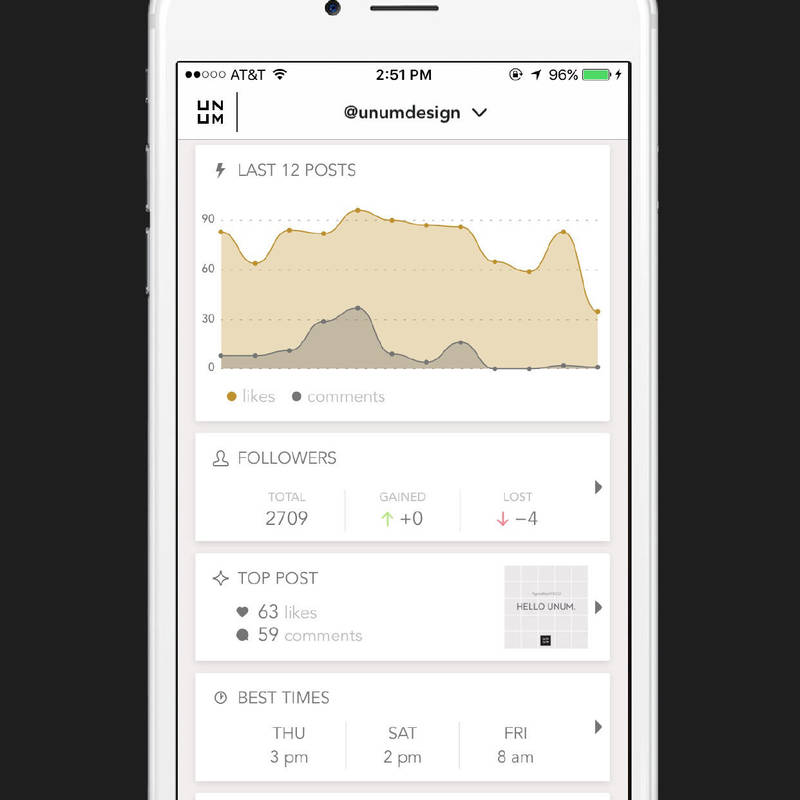 AT&T 2:51 PM 96%
UN
UM
@unumdesign
LAST 12 POSTS
90
60
30
0
likes comments
FOLLOWERS
TOTAL GAINED LOST
2709 +0 −4
TOP POST
63 likes
59 comments
HELLO UNUM.
UN
UM
BEST TIMES
THU SAT FRI
3 pm 2 pm 8 am